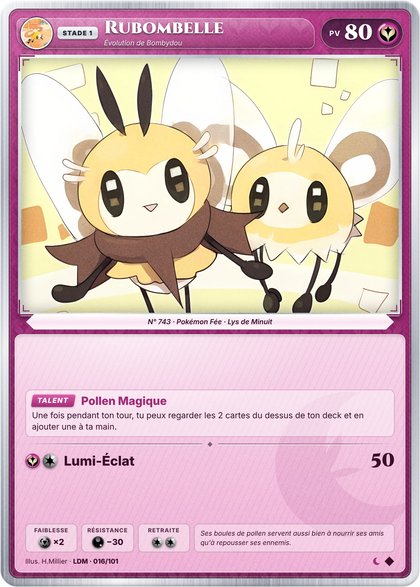 STADE 1
RUBOMBELLE
Évolution de Bombydou
PV 80
N° 743 · Pokémon Fée · Lys de Minuit
TALENT Pollen Magique
Une fois pendant ton tour, tu peux regarder les 2 cartes du dessus de ton deck et en
ajouter une à ta main.
Lumi-Éclat 50
FAIBLESSE
×2
RÉSISTANCE
−30
RETRAITE
Ses boules de pollen servent aussi bien à nourrir ses amis
qu'à repousser ses ennemis.
Illus. H.Millier · LDM · 016/101